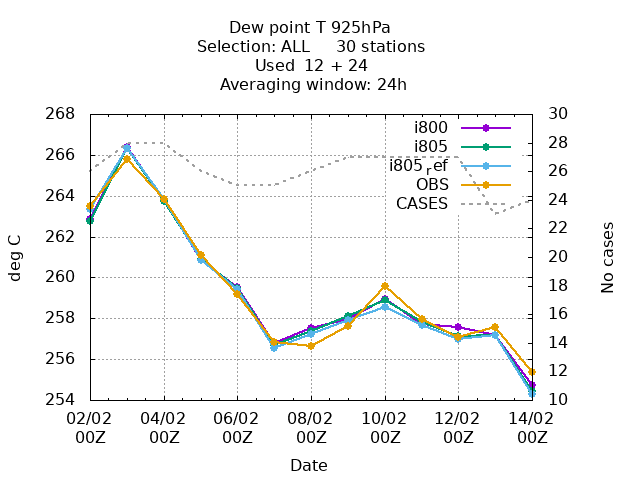 Dew point T 925hPa
Selection: ALL     30 stations
Used  12 + 24
Averaging window: 24h
268
266
264
262
260
258
256
254
deg C
30
28
26
24
22
20
18
16
14
12
10
No cases
i800
i805
i805ref
OBS
CASES
02/02 04/02 06/02 08/02 10/02 12/02 14/02
00Z 00Z 00Z 00Z 00Z 00Z 00Z
Date